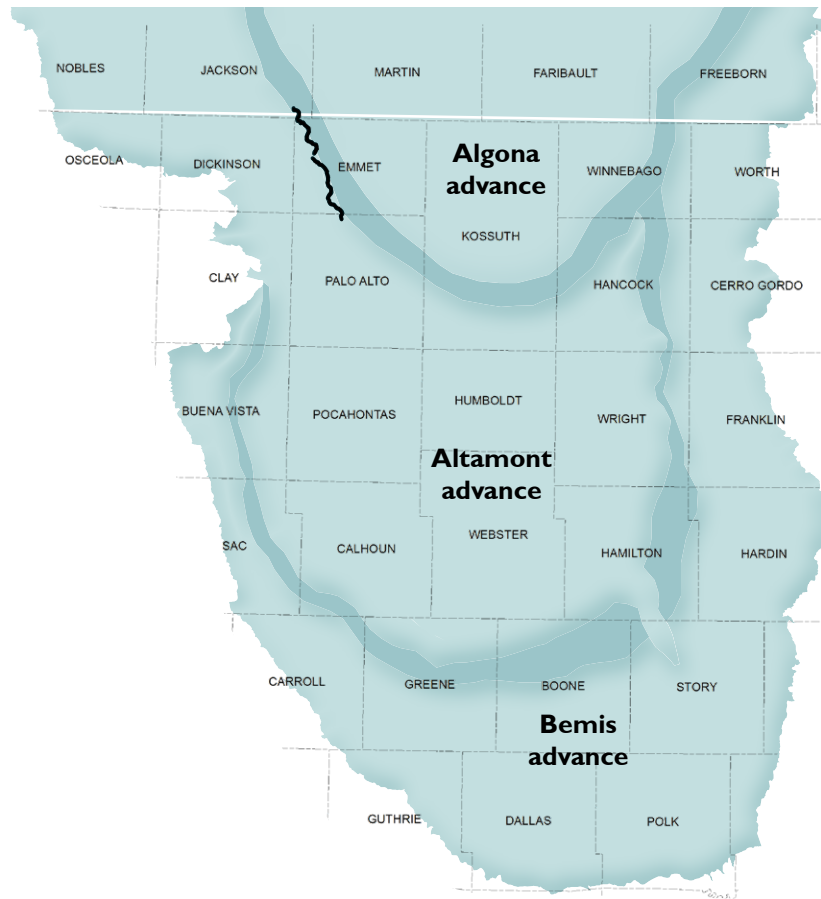 NOBLES
JACKSON
MARTIN
FARIBAULT
FREEBORN
OSCEOLA
DICKINSON
EMMET
Algona
advance
WINNEBAGO
WORTH
KOSSUTH
CLAY
PALO ALTO
HANCOCK
CERRO GORDO
BUENA VISTA
POCAHONTAS
HUMBOLDT
WRIGHT
FRANKLIN
Altamont
advance
SAC
CALHOUN
WEBSTER
HAMILTON
HARDIN
CARROLL
GREENE
BOONE
STORY
Bemis
advance
GUTHRIE
DALLAS
POLK